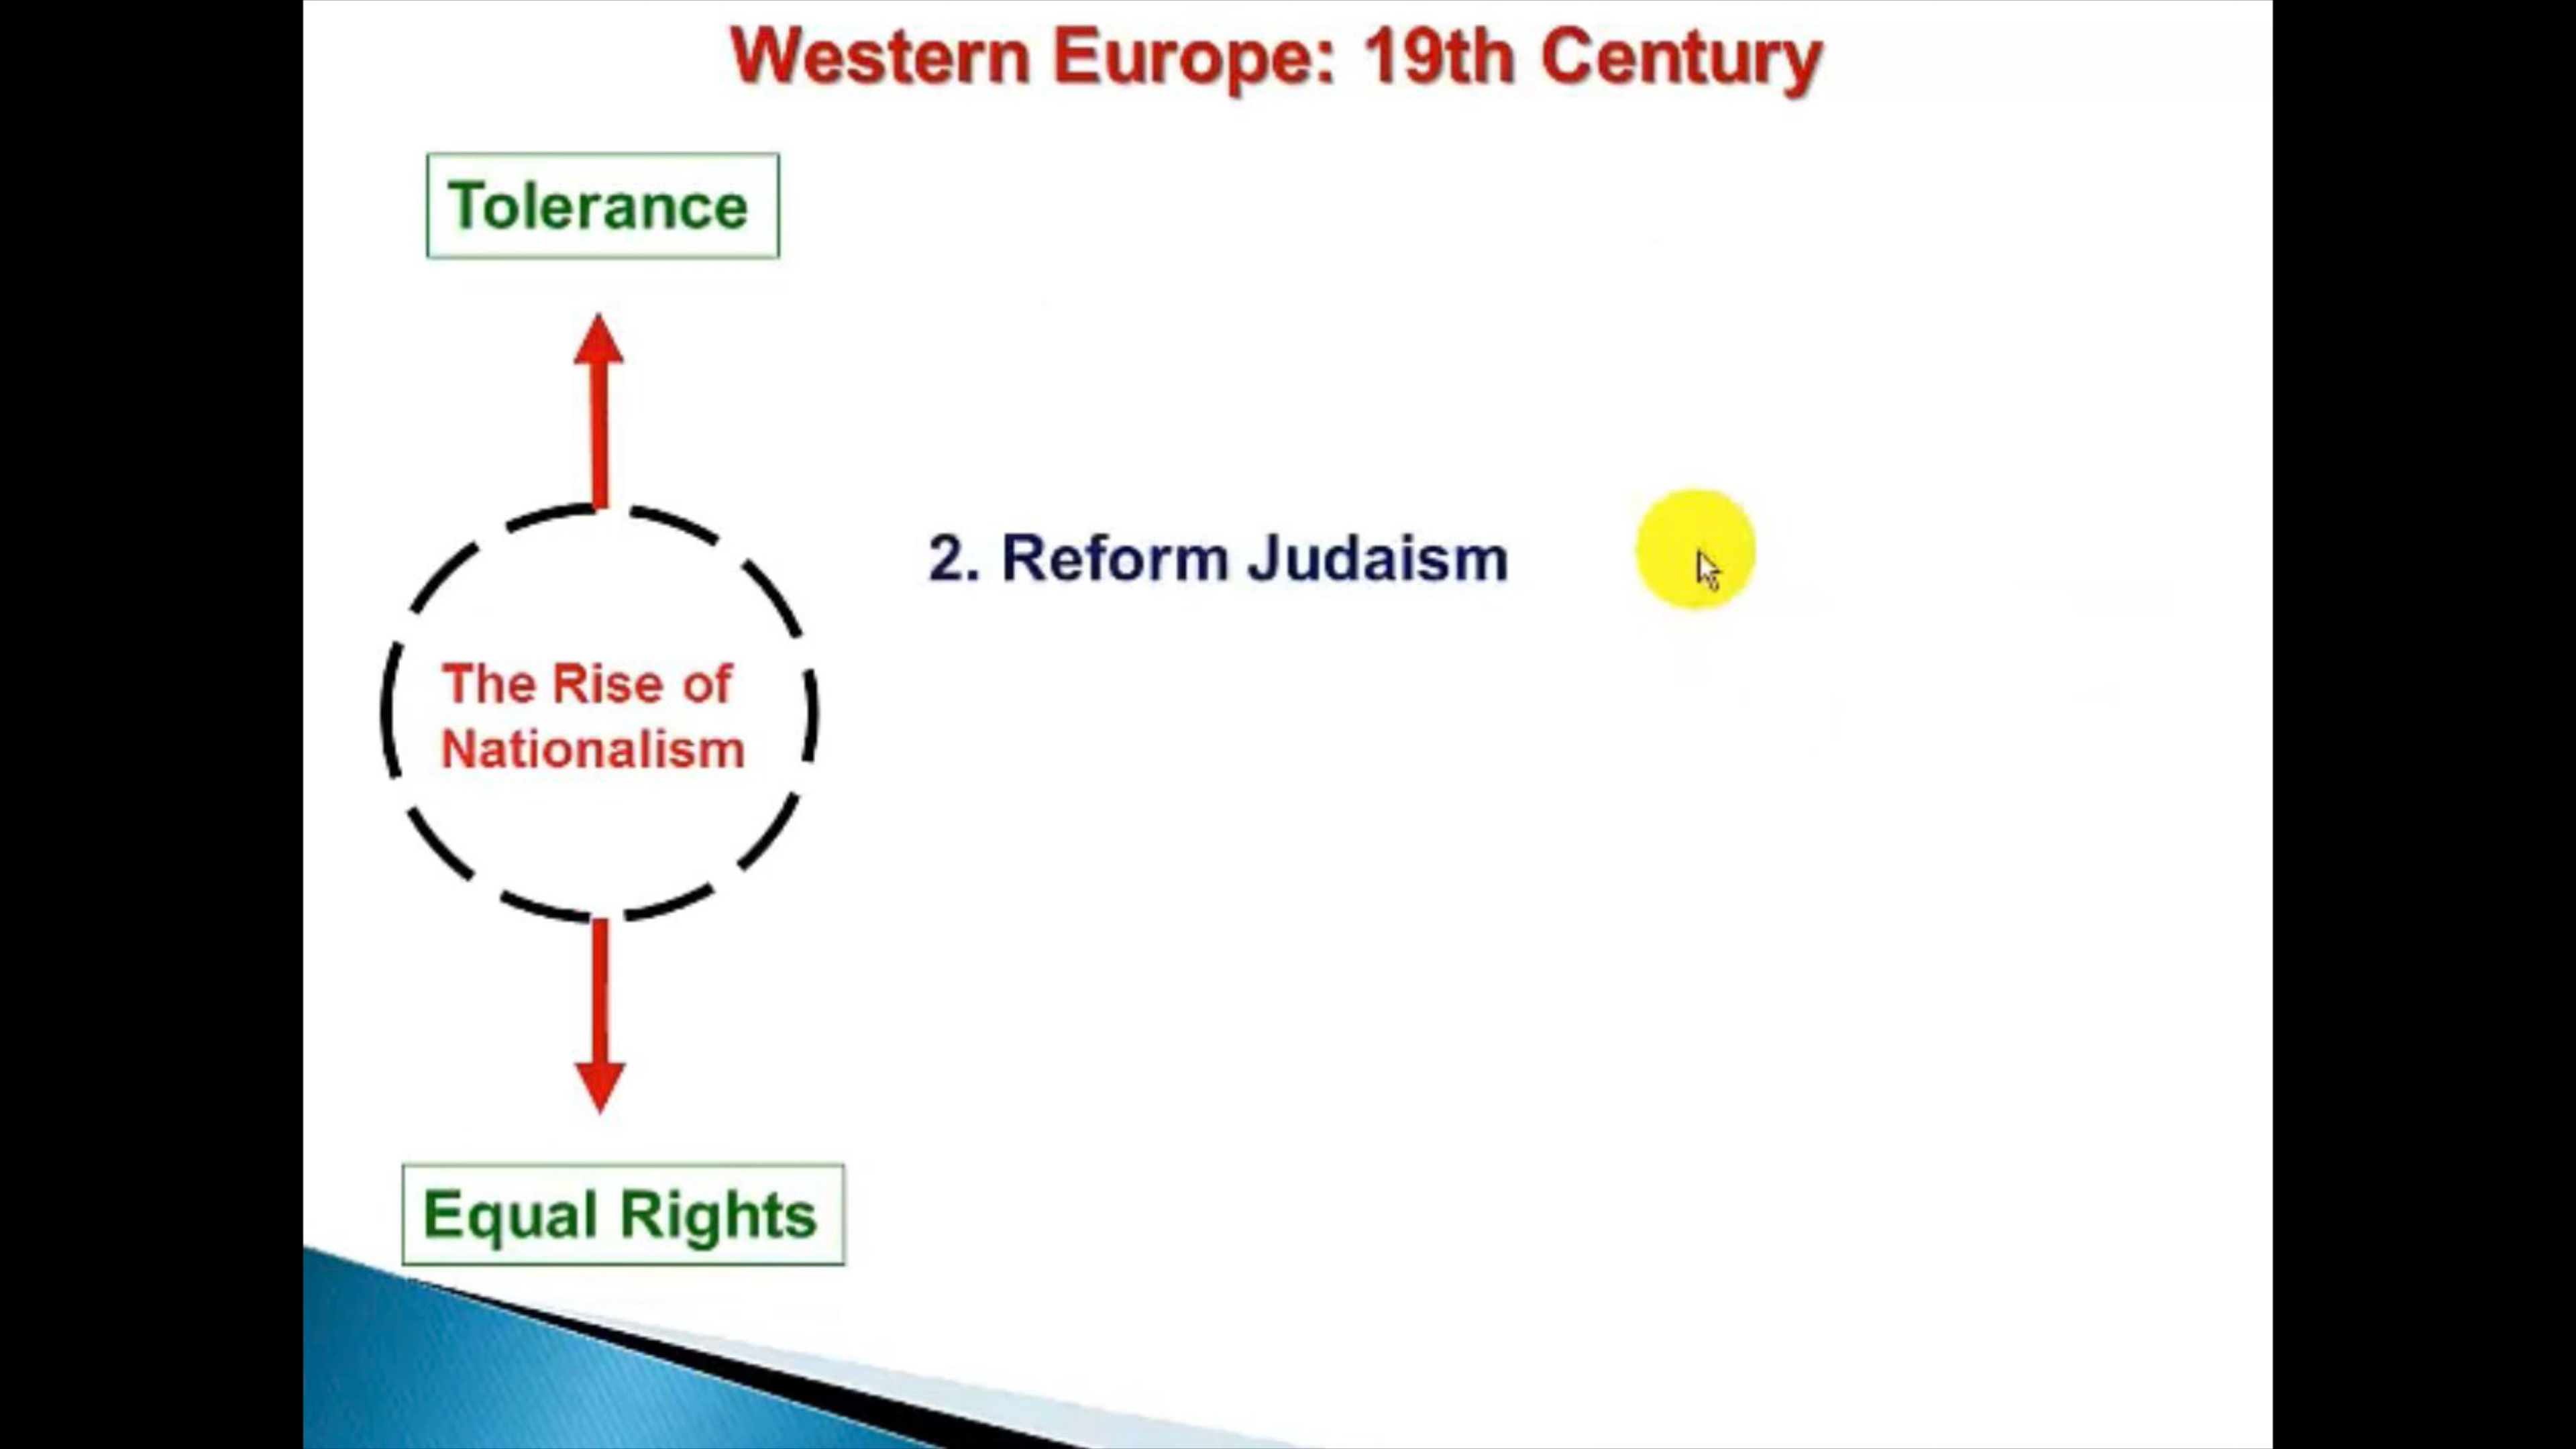 Western Europe: 19th Century
Tolerance
2. Reform Judaism
The Rise of
Nationalism
Equal Rights